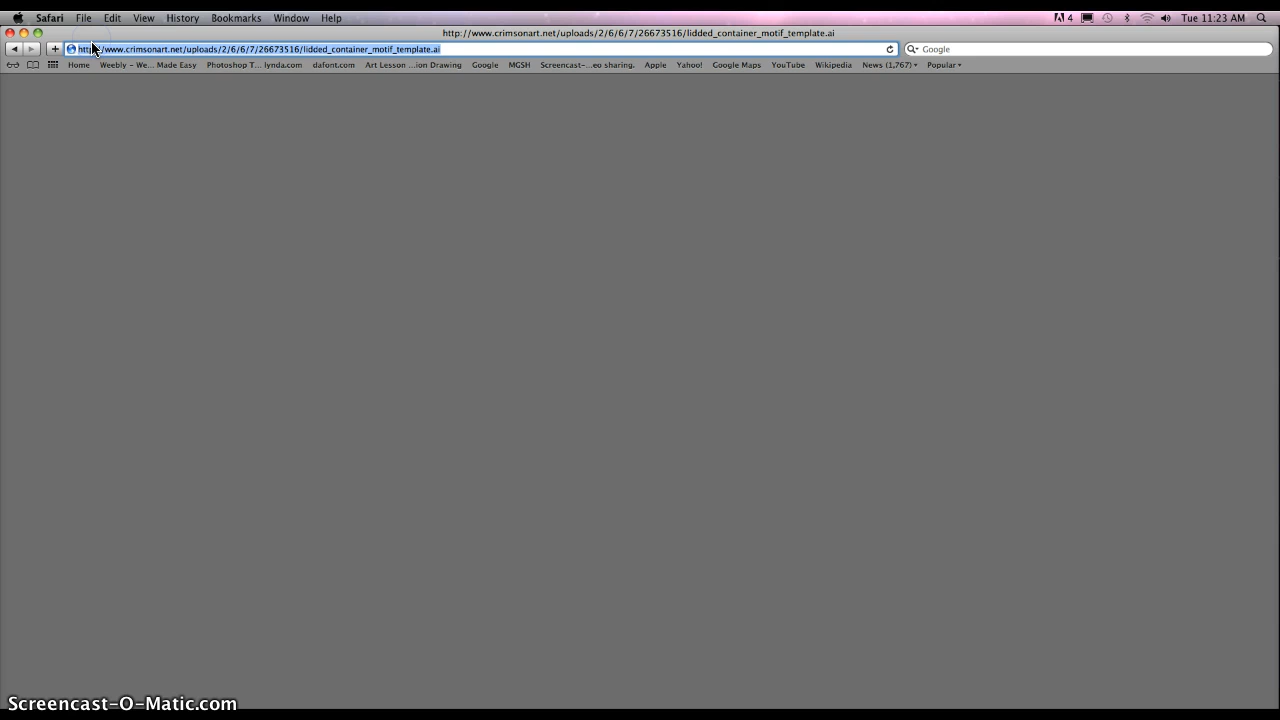 Safari File Edit View History Bookmarks Window Help 4 Tue 11:23 AM
http://www.crimsonart.net/uploads/2/6/6/7/26673516/lidded_container_motif_template.ai
http://www.crimsonart.net/uploads/2/6/6/7/26673516/lidded_container_motif_template.ai Google
Home Weebly - We... Made Easy Photoshop T... lynda.com dafont.com Art Lesson ...ion Drawing Google MGSH Screencast-...eo sharing. Apple Yahoo! Google Maps YouTube Wikipedia News (1,767) Popular
Screencast-O-Matic.com